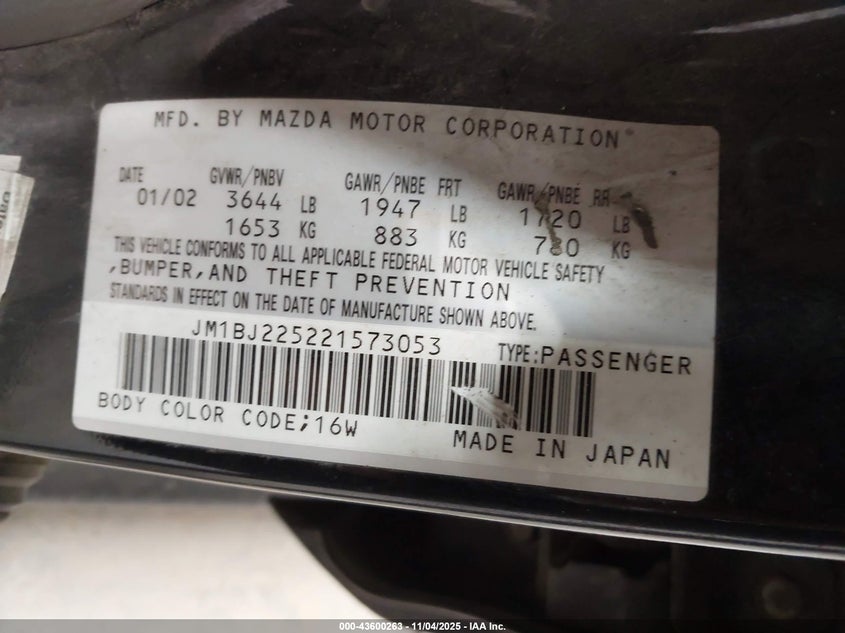 MFD. BY MAZDA MOTOR CORPORATION
DATE GVWR/PNBV GAWR/PNBE FRT GAWR/PNBE RR
01/02 3644 LB 1947 LB LB
1653 KG 883 KG KG
THIS VEHICLE CONFORMS TO ALL APPLICABLE FEDERAL MOTOR VEHICLE SAFETY
,BUMPER,AND THEFT PREVENTION
STANDARDS IN EFFECT ON THE DATE OF MANUFACTURE SHOWN ABOVE.
JM1BJ225221573053 TYPE:PASSENGER
BODY COLOR CODE;16W
MADE IN JAPAN
000-43600263 - 11/04/2025 - IAA Inc.